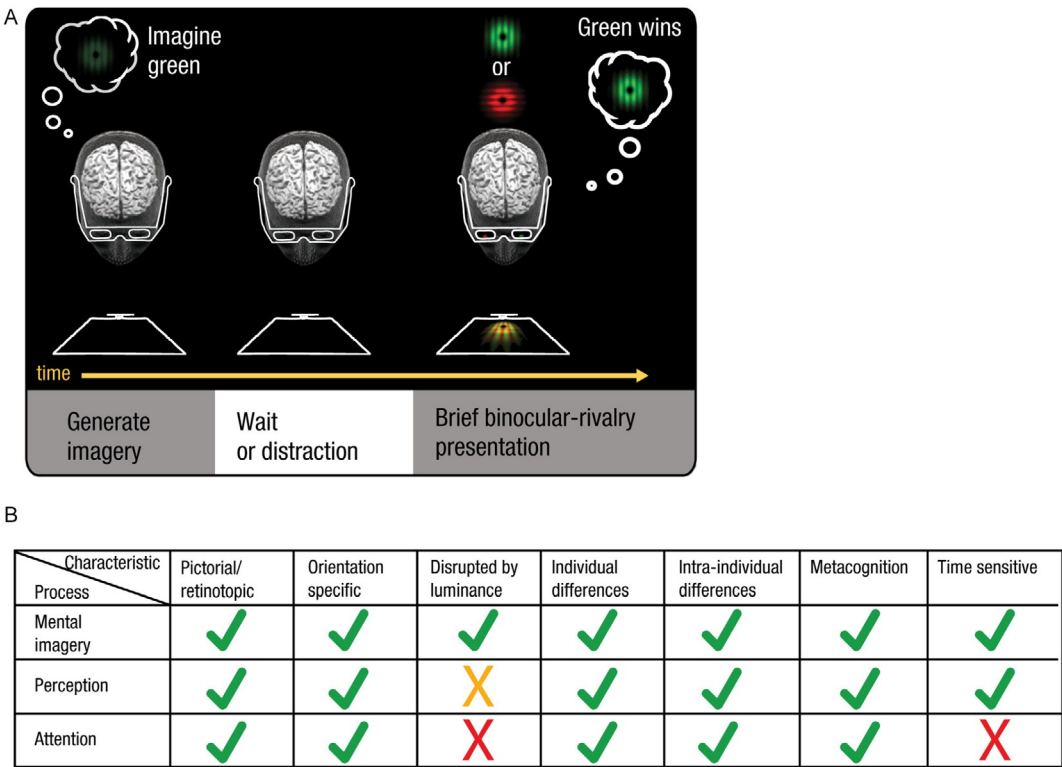 A
Imagine
green
or
Green wins
time
Generate
imagery
Wait
or distraction
Brief binocular-rivalry
presentation
B
Characteristic
Process
Pictorial/
retinotopic
Orientation
specific
Disrupted by
luminance
Individual
differences
Intra-individual
differences
Metacognition
Time sensitive
Mental
imagery
Perception
Attention